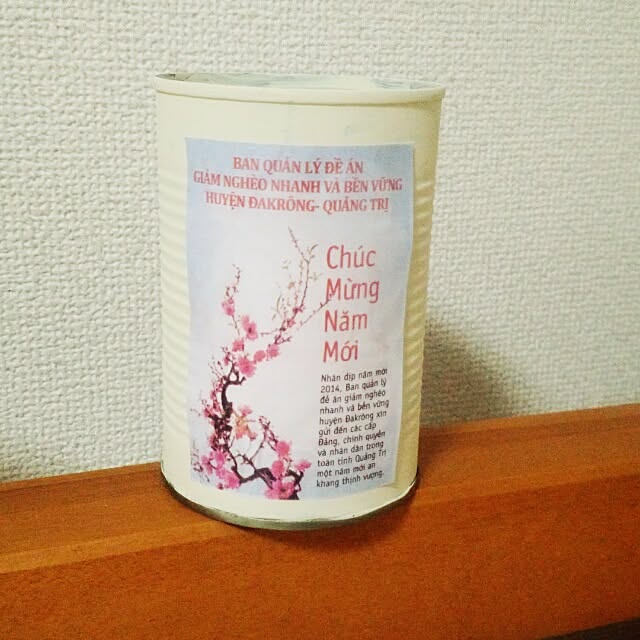 BAN QUẢN LÝ ĐỀ ÁN
GIẢM NGHÈO NHANH VÀ BỀN VỮNG
HUYỆN ĐAKRÔNG- QUẢNG TRỊ
Chúc
Mừng
Năm
Mới
Nhân dịp năm mới
2014, Ban quản lý
đề án giảm nghèo
nhanh và bền vững
huyện Đakrông xin
gửi đến các cấp
Đảng, chính quyền
và nhân dân trong
toàn tỉnh Quảng Trị
một năm mới an
khang thịnh vượng.